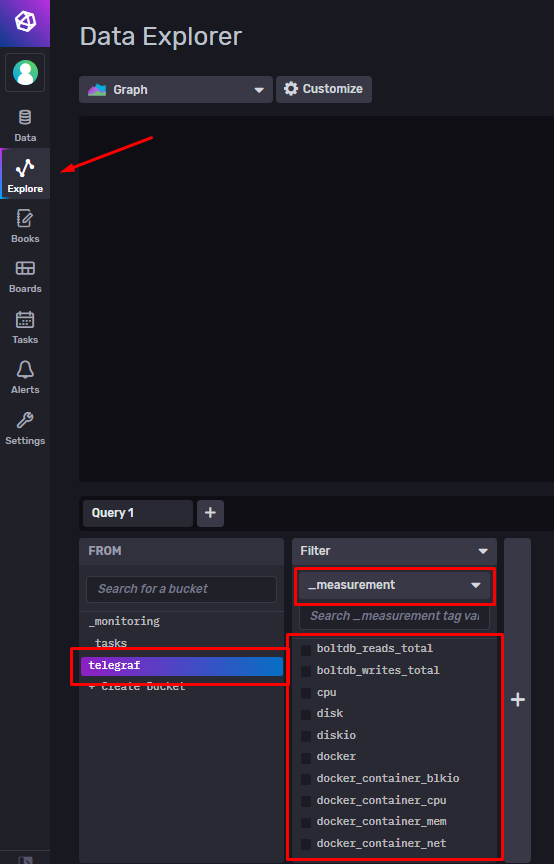 Data Explorer
Graph
Customize
Data
Explore
Books
Boards
Tasks
Alerts
Settings
Query 1
+
FROM
Search for a bucket
_monitoring
_tasks
telegraf
+ Create Bucket
Filter
_measurement
Search _measurement tag val
boltdb_reads_total
boltdb_writes_total
cpu
disk
diskio
docker
docker_container_blkio
docker_container_cpu
docker_container_mem
docker_container_net
+